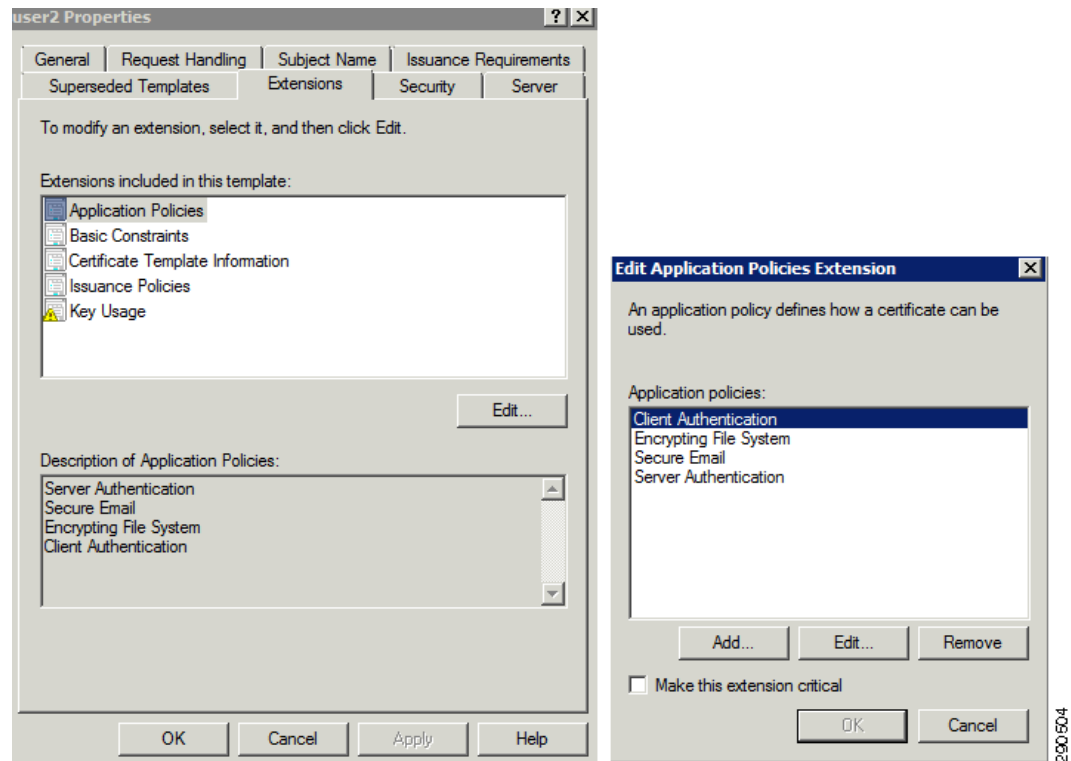 user2 Properties
General Request Handling Subject Name Issuance Requirements
Superseded Templates Extensions Security Server
To modify an extension, select it, and then click Edit.
Extensions included in this template:
Application Policies
Basic Constraints
Certificate Template Information
Issuance Policies
Key Usage
Edit...
Description of Application Policies:
Server Authentication
Secure Email
Encrypting File System
Client Authentication
OK Cancel Apply Help
Edit Application Policies Extension
An application policy defines how a certificate can be
used.
Application policies:
Client Authentication
Encrypting File System
Secure Email
Server Authentication
Add... Edit... Remove
Make this extension critical
OK Cancel
290504